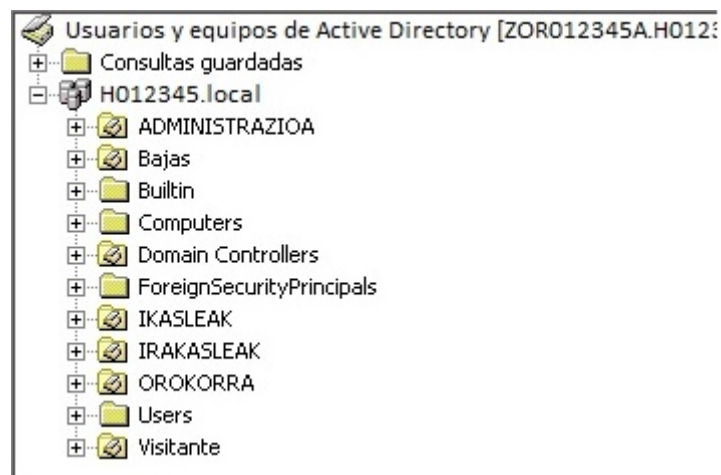 Usuarios y equipos de Active Directory [ZOR012345A.H0123
Consultas guardadas
H012345.local
ADMINISTRAZIOA
Bajas
Builtin
Computers
Domain Controllers
ForeignSecurityPrincipals
IKASLEAK
IRAKASLEAK
OROKORRA
Users
Visitante